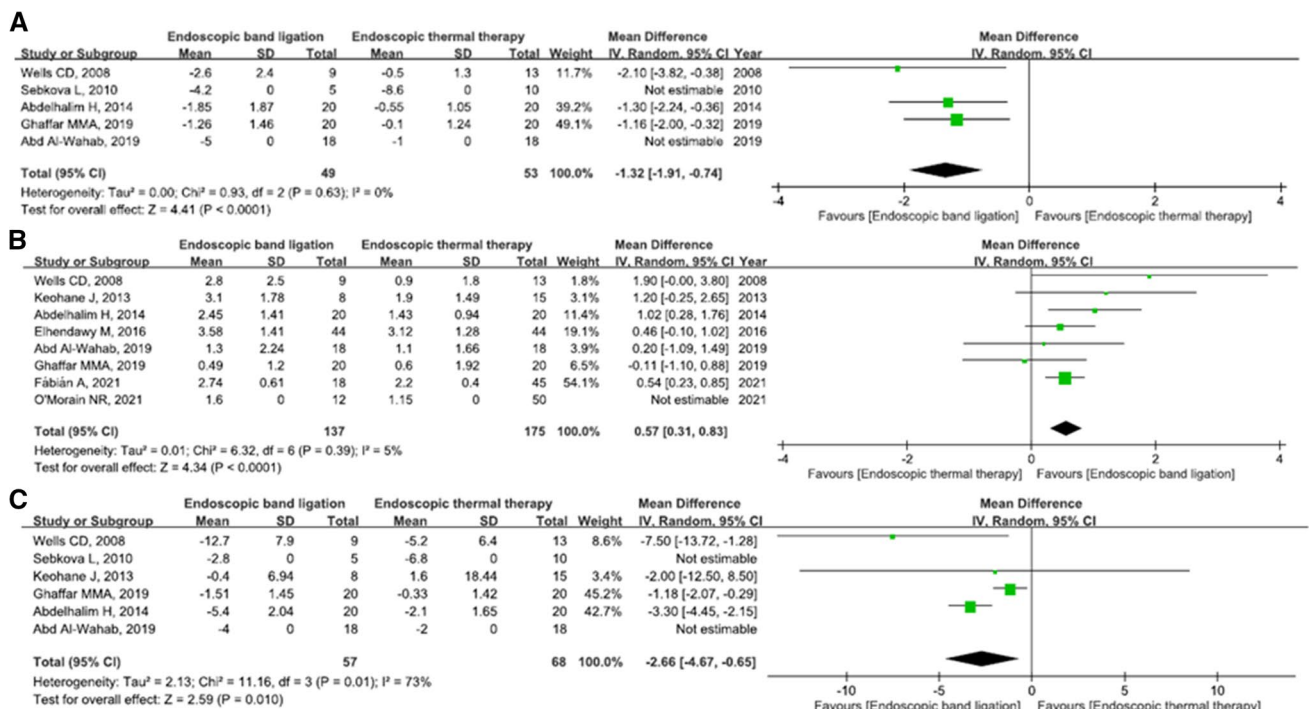 A
Endoscopic band ligation Endoscopic thermal therapy Mean Difference Mean Difference
Study or Subgroup Mean SD Total Mean SD Total Weight IV, Random, 95% CI Year IV, Random, 95% CI
Wells CD, 2008 -2.6 2.4 9 -0.5 1.3 13 11.7% -2.10 [-3.82, -0.38] 2008
Sebkova L, 2010 -4.2 0 5 -8.6 0 10 Not estimable 2010
Abdelhalim H, 2014 -1.85 1.87 20 -0.55 1.05 20 39.2% -1.30 [-2.24, -0.36] 2014
Ghaffar MMA, 2019 -1.26 1.46 20 -0.1 1.24 20 49.1% -1.16 [-2.00, -0.32] 2019
Abd Al-Wahab, 2019 -5 0 18 -1 0 18 Not estimable 2019
Total (95% CI) 49 53 100.0% -1.32 [-1.91, -0.74]
Heterogeneity: Tau² = 0.00; Chi² = 0.93, df = 2 (P = 0.63); I² = 0%
Test for overall effect: Z = 4.41 (P < 0.0001)
-4 -2 0 2 4
Favours [Endoscopic band ligation] Favours [Endoscopic thermal therapy]
B
Endoscopic band ligation Endoscopic thermal therapy Mean Difference Mean Difference
Study or Subgroup Mean SD Total Mean SD Total Weight IV, Random, 95% CI Year IV, Random, 95% CI
Wells CD, 2008 2.8 2.5 9 0.9 1.8 13 1.8% 1.90 [-0.00, 3.80] 2008
Keohane J, 2013 3.1 1.78 8 1.9 1.49 15 3.1% 1.20 [-0.25, 2.65] 2013
Abdelhalim H, 2014 2.45 1.41 20 1.43 0.94 20 11.4% 1.02 [0.28, 1.76] 2014
Elhendawy M, 2016 3.58 1.41 44 3.12 1.28 44 19.1% 0.46 [-0.10, 1.02] 2016
Abd Al-Wahab, 2019 1.3 2.24 18 1.1 1.66 18 3.9% 0.20 [-1.09, 1.49] 2019
Ghaffar MMA, 2019 0.49 1.2 20 0.6 1.92 20 6.5% -0.11 [-1.10, 0.88] 2019
Fábián A, 2021 2.74 0.61 18 2.2 0.4 45 54.1% 0.54 [0.23, 0.85] 2021
O'Morain NR, 2021 1.6 0 12 1.15 0 50 Not estimable 2021
Total (95% CI) 137 175 100.0% 0.57 [0.31, 0.83]
Heterogeneity: Tau² = 0.01; Chi² = 6.32, df = 6 (P = 0.39); I² = 5%
Test for overall effect: Z = 4.34 (P < 0.0001)
-4 -2 0 2 4
Favours [Endoscopic thermal therapy] Favours [Endoscopic band ligation]
C
Endoscopic band ligation Endoscopic thermal therapy Mean Difference Mean Difference
Study or Subgroup Mean SD Total Mean SD Total Weight IV, Random, 95% CI IV, Random, 95% CI
Wells CD, 2008 -12.7 7.9 9 -5.2 6.4 13 8.6% -7.50 [-13.72, -1.28]
Sebkova L, 2010 -2.8 0 5 -6.8 0 10 Not estimable
Keohane J, 2013 -0.4 6.94 8 1.6 18.44 15 3.4% -2.00 [-12.50, 8.50]
Ghaffar MMA, 2019 -1.51 1.45 20 -0.33 1.42 20 45.2% -1.18 [-2.07, -0.29]
Abdelhalim H, 2014 -5.4 2.04 20 -2.1 1.65 20 42.7% -3.30 [-4.45, -2.15]
Abd Al-Wahab, 2019 -4 0 18 -2 0 18 Not estimable
Total (95% CI) 57 68 100.0% -2.66 [-4.67, -0.65]
Heterogeneity: Tau² = 2.13; Chi² = 11.16, df = 3 (P = 0.01); I² = 73%
Test for overall effect: Z = 2.59 (P = 0.010)
-10 -5 0 5 10
Favours [Endoscopic band ligation] Favours [Endoscopic thermal therapy]